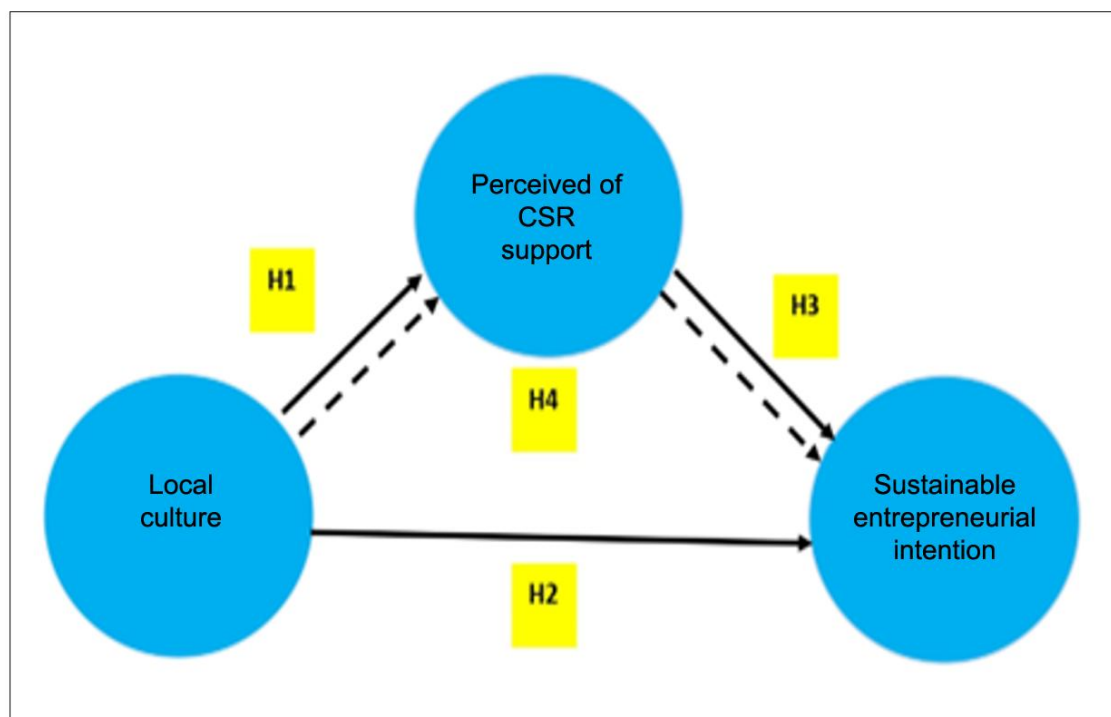 Perceived of
CSR
support
H1
H3
H4
Local
culture
Sustainable
entrepreneurial
intention
H2